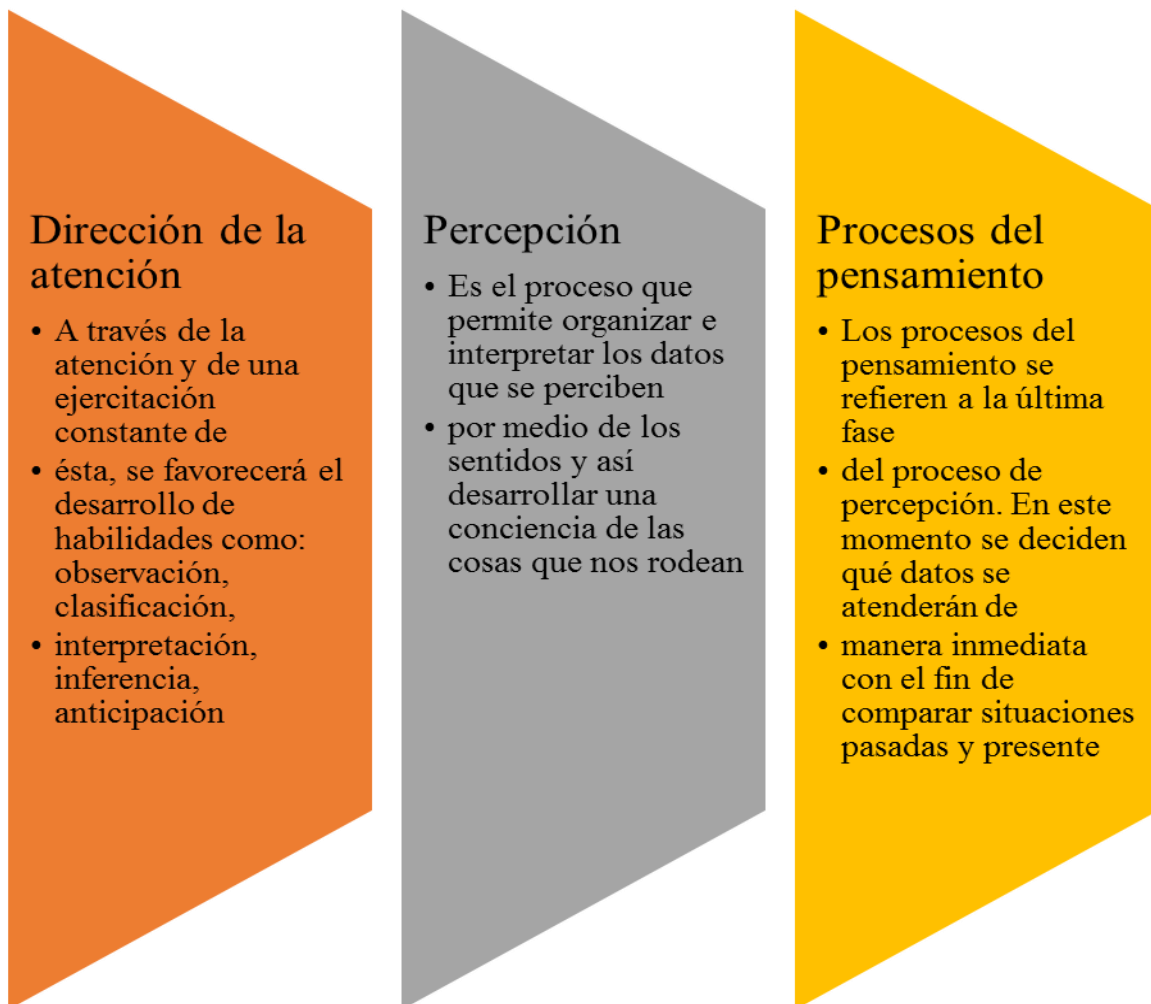 Dirección de la
atención
• A través de la
atención y de una
ejercitación
constante de
• ésta, se favorecerá el
desarrollo de
habilidades como:
observación,
clasificación,
• interpretación,
inferencia,
anticipación
Percepción
• Es el proceso que
permite organizar e
interpretar los datos
que se perciben
• por medio de los
sentidos y así
desarrollar una
conciencia de las
cosas que nos rodean
Procesos del
pensamiento
• Los procesos del
pensamiento se
refieren a la última
fase
• del proceso de
percepción. En este
momento se deciden
qué datos se
atenderán de
• manera inmediata
con el fin de
comparar situaciones
pasadas y presente